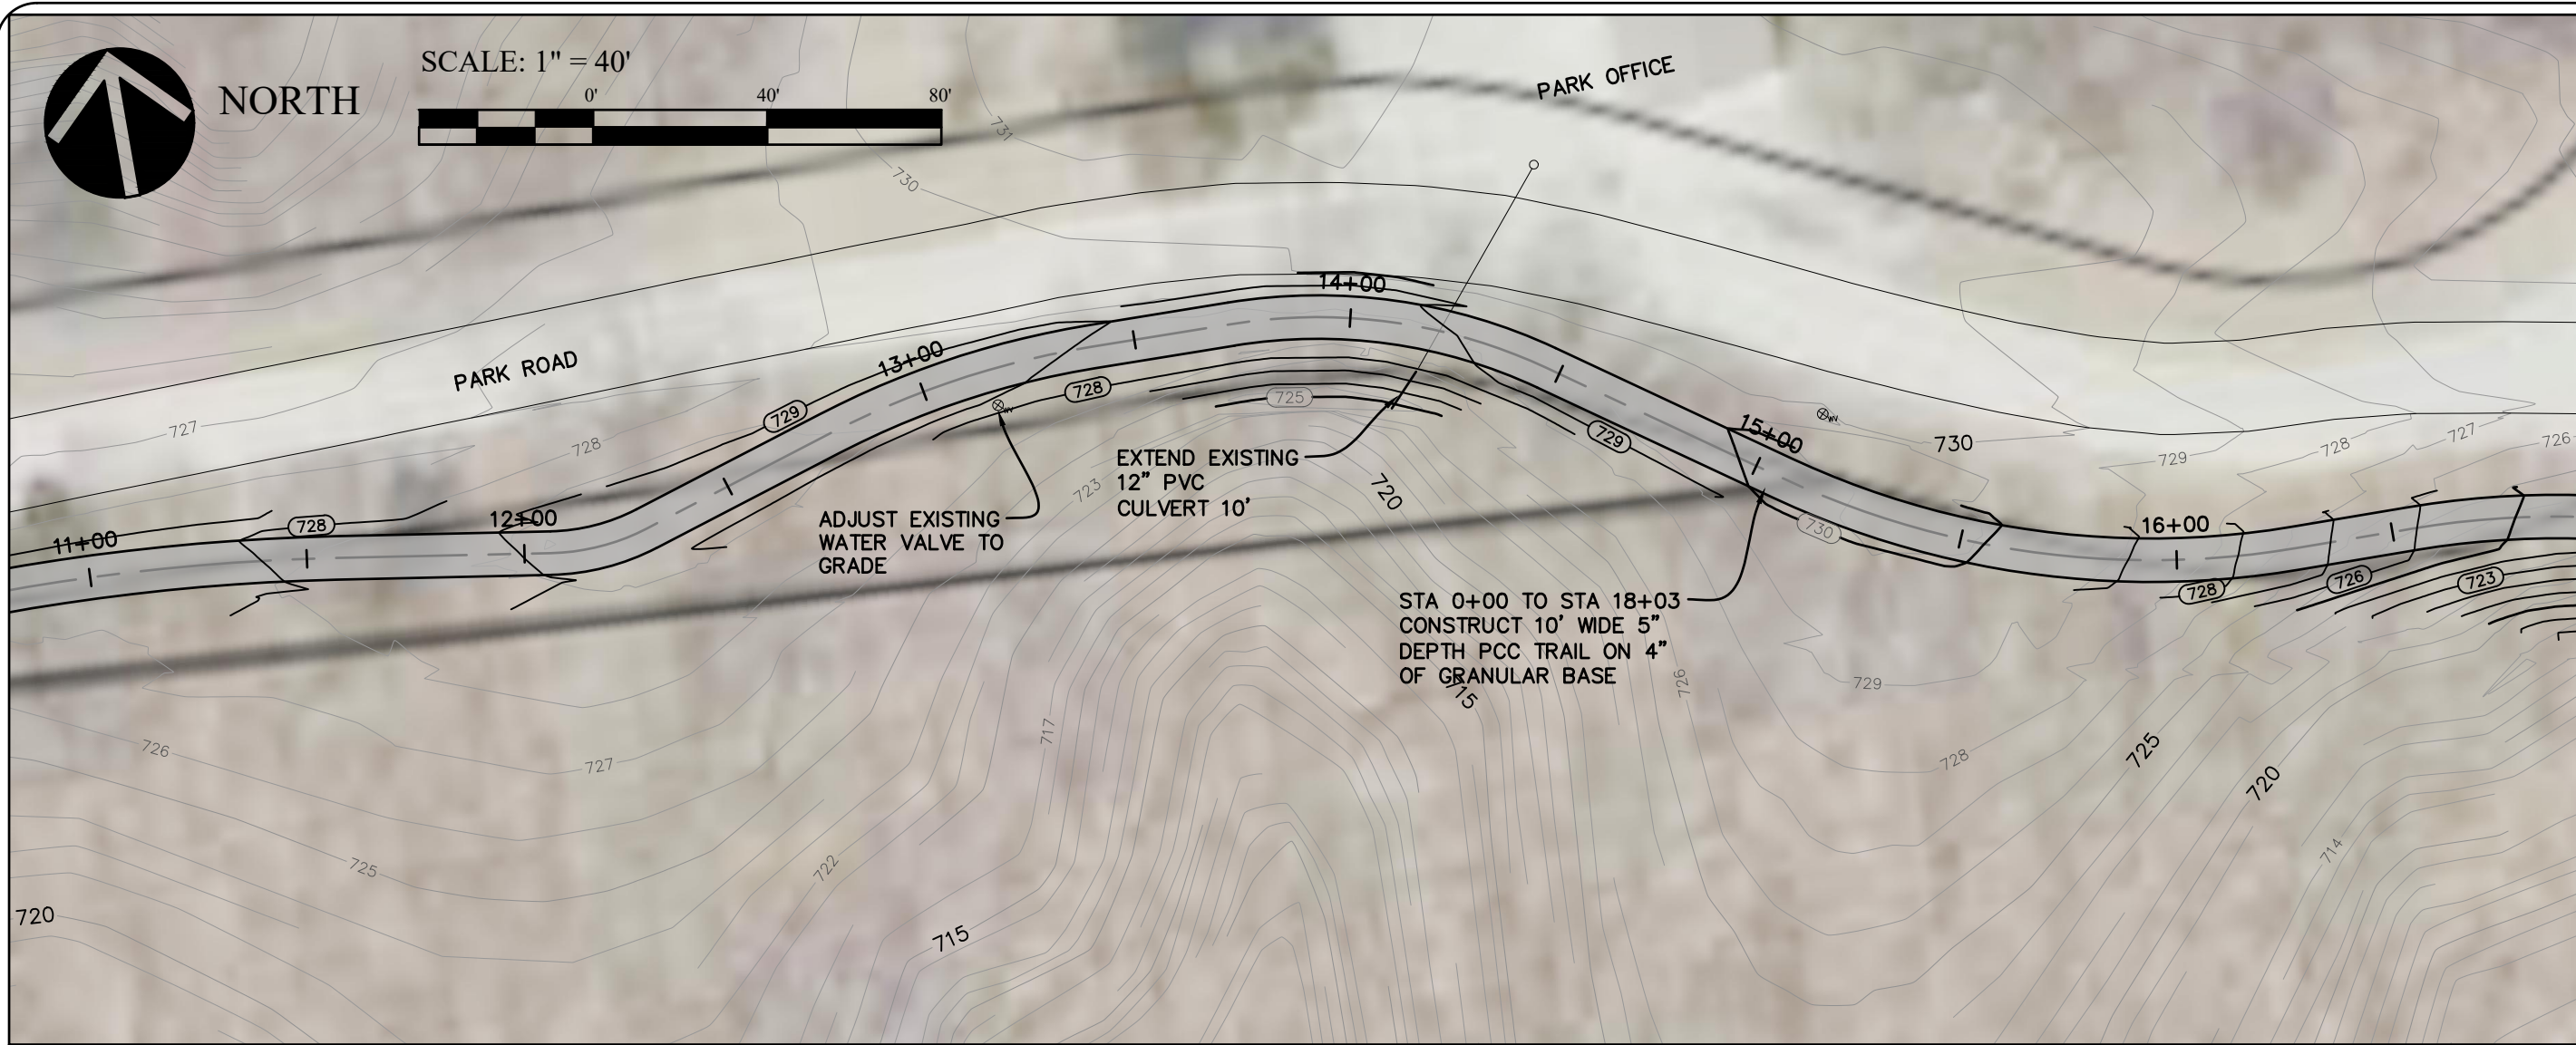 SCALE: 1" = 40'
NORTH
0' 40' 80'
PARK OFFICE
731
730
14+00
PARK ROAD
13+00
727
728
729
728
725
729
15+00
730
729
728
727
726
EXTEND EXISTING
12" PVC
CULVERT 10'
723
720
ADJUST EXISTING
WATER VALVE TO
GRADE
11+00
728
12+00
730
16+00
728
726
723
STA 0+00 TO STA 18+03
CONSTRUCT 10' WIDE 5"
DEPTH PCC TRAIL ON 4"
OF GRANULAR BASE
715
726
729
717
726
727
728
725
720
725
722
714
720
715